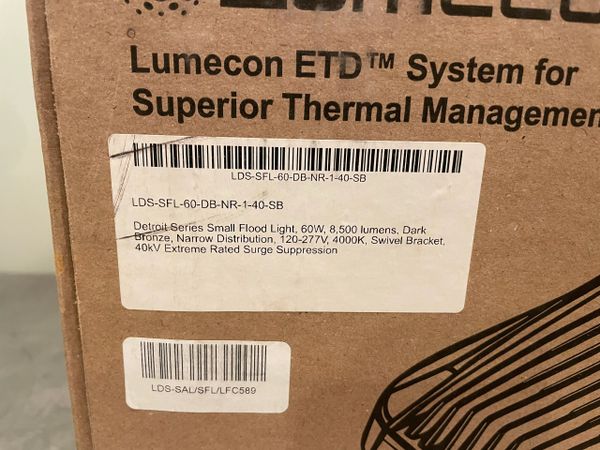 Lumecon ETD™ System for
Superior Thermal Managemen
LDS-SFL-60-DB-NR-1-40-SB
LDS-SFL-60-DB-NR-1-40-SB
Detroit Series Small Flood Light, 60W, 8,500 lumens, Dark
Bronze, Narrow Distribution, 120-277V, 4000K, Swivel Bracket,
40kV Extreme Rated Surge Suppression
LDS-SAL/SFL/LFC589